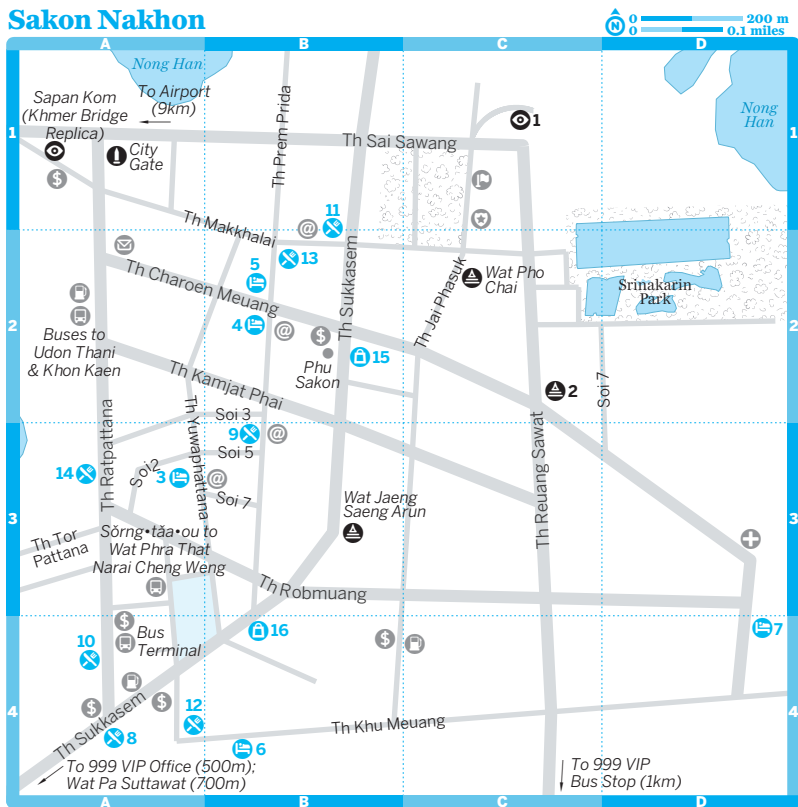 Sakon Nakhon
N
0 200 m
0 0.1 miles
A B C D
Nong Han
To Airport
(9km)
Sapan Kom
(Khmer Bridge
Replica)
City
Gate
Th Prem Prida
Th Sai Sawang
1
Nong
Han
1
1
$
11
@
Th Makkhalai
13
5
Th Charoen Meuang
Th Sukkasem
Th Jai Phasuk
Wat Pho
Chai
Srinakarin
Park
2
2
4
@
$
Buses to
Udon Thani
& Khon Kaen
Phu
Sakon
15
Th Kamjat Phai
2
Soi 7
Soi 3
9
@
Soi 5
Th Ratpattana
Th Yuwaphattana
Th Reuang Sawat
14
Soi 2
3
@
Soi 7
3
3
Wat Jaeng
Saeng Arun
Th Tor
Pattana
Sŏrng•tăa•ou to
Wat Phra That
Narai Cheng Weng
Th Robmuang
$
16
$
7
10
Bus
Terminal
4
4
$
$
12
Th Khu Meuang
Th Sukkasem
8
6
To 999 VIP Office (500m);
Wat Pa Suttawat (700m)
To 999 VIP
Bus Stop (1km)
A B C D